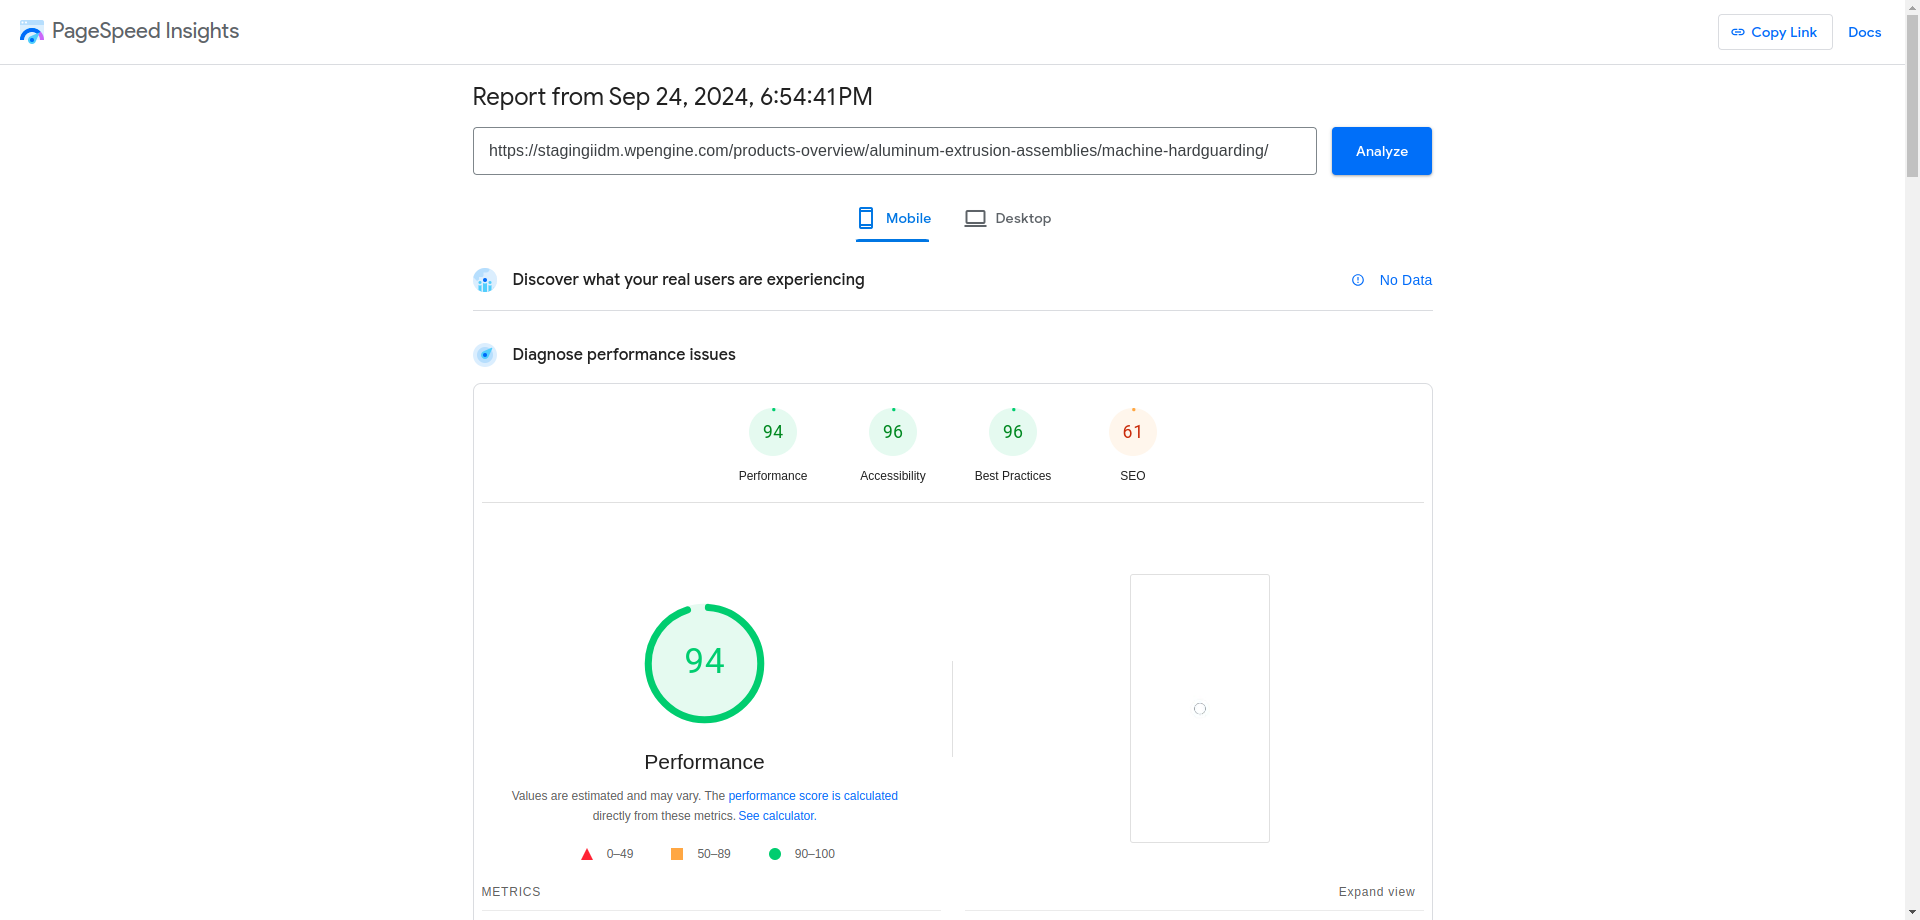 PageSpeed Insights
Copy Link
Docs
Report from Sep 24, 2024, 6:54:41 PM
https://stagingiidm.wpengine.com/products-overview/aluminum-extrusion-assemblies/machine-hardguarding/
Analyze
Mobile
Desktop
Discover what your real users are experiencing
No Data
Diagnose performance issues
94
96
96
61
Performance
Accessibility
Best Practices
SEO
94
Performance
Values are estimated and may vary. The performance score is calculated
directly from these metrics. See calculator.
0–49
50–89
90–100
METRICS
Expand view